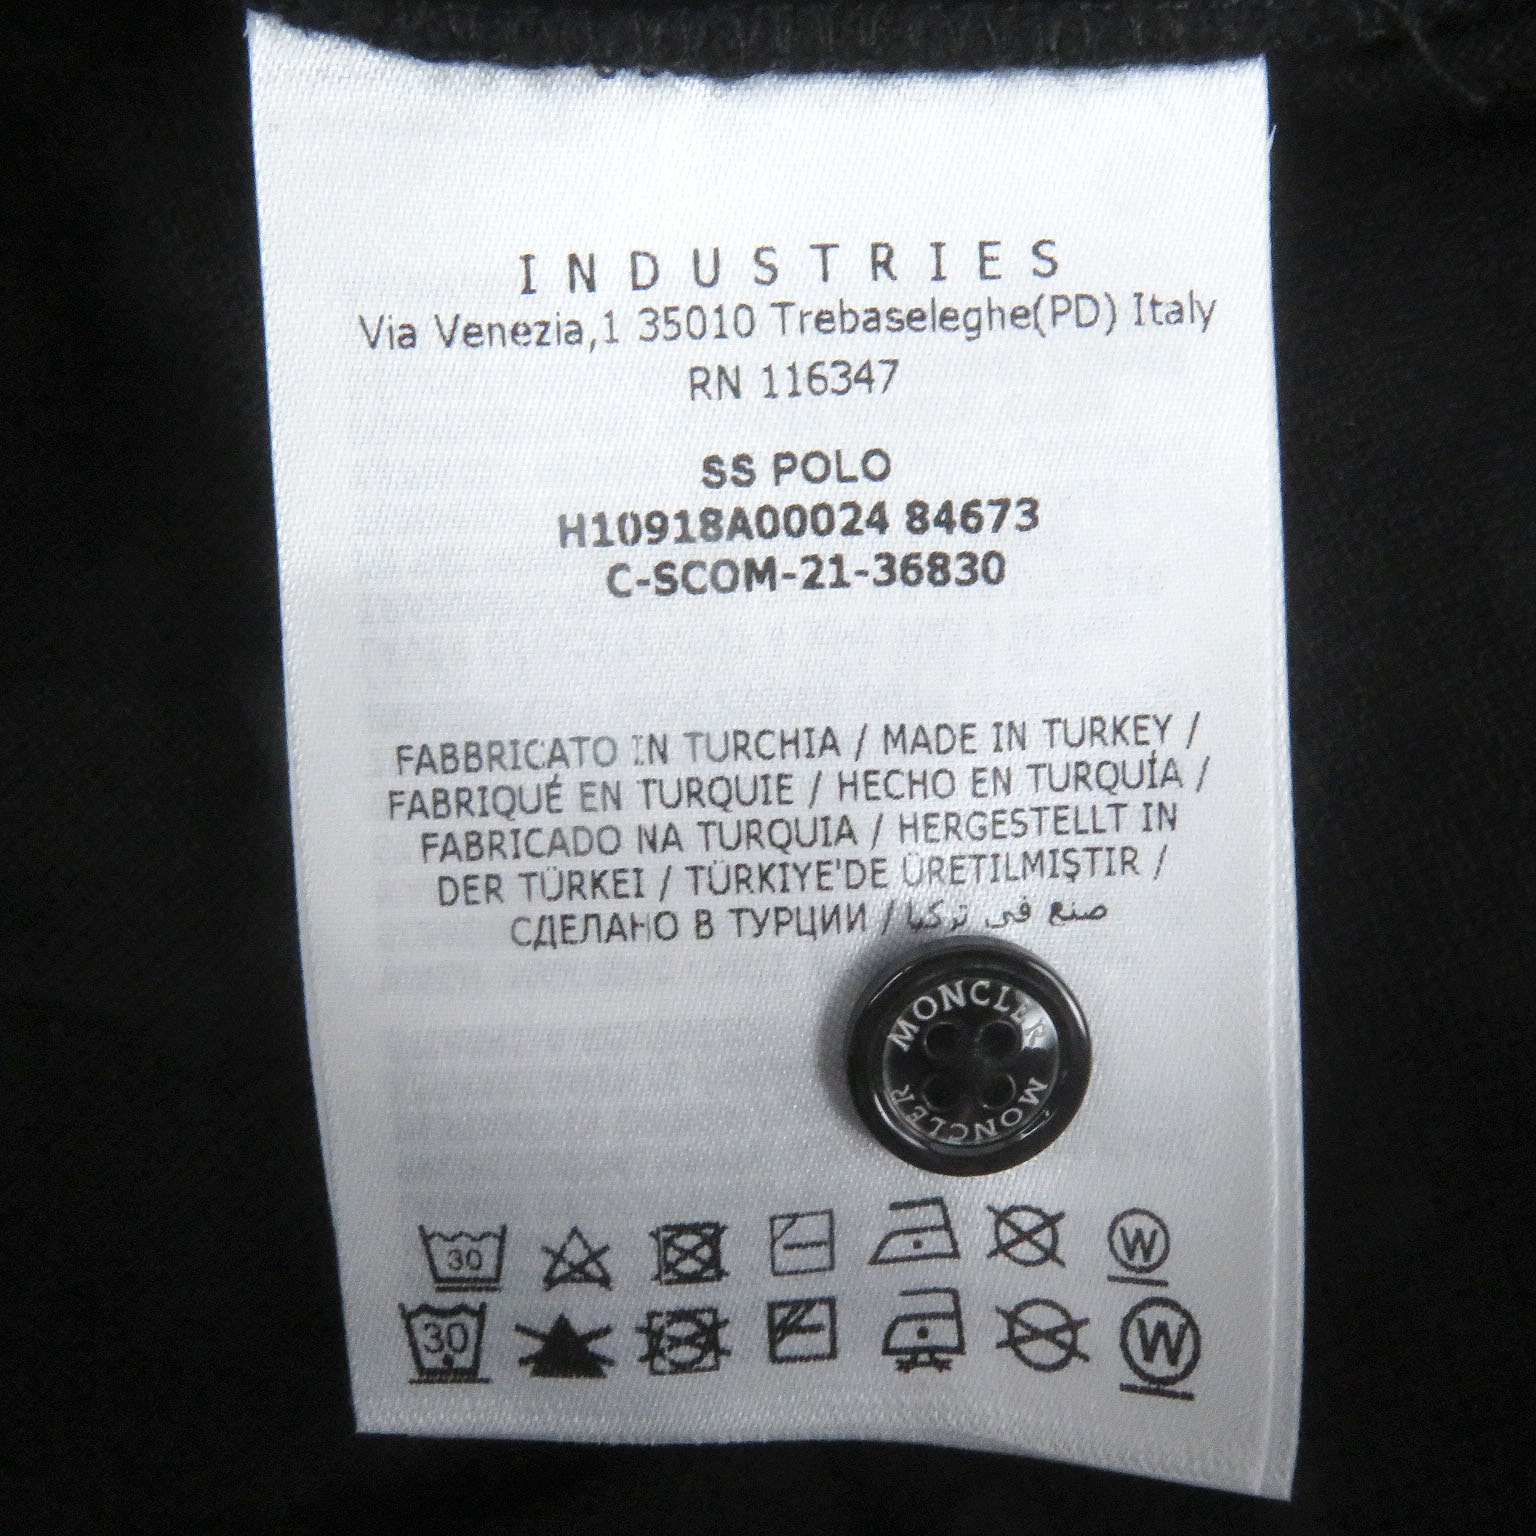 INDUSTRIES
Via Venezia,1 35010 Trebaseleghe(PD) Italy
RN 116347
SS POLO
H10918A00024 84673
C-SCOM-21-36830
FABBRICATO IN TURCHIA / MADE IN TURKEY /
FABRIQUÉ EN TURQUIE / HECHO EN TURQUÍA /
FABRICADO NA TURQUIA / HERGESTELLT IN
DER TÜRKEI / TÜRKIYE'DE ÜRETILMIŞTIR /
СДЕЛАНО В ТУРЦИИ / صنع في تركيا
MONCLER
MONCLER
30 W
30 W